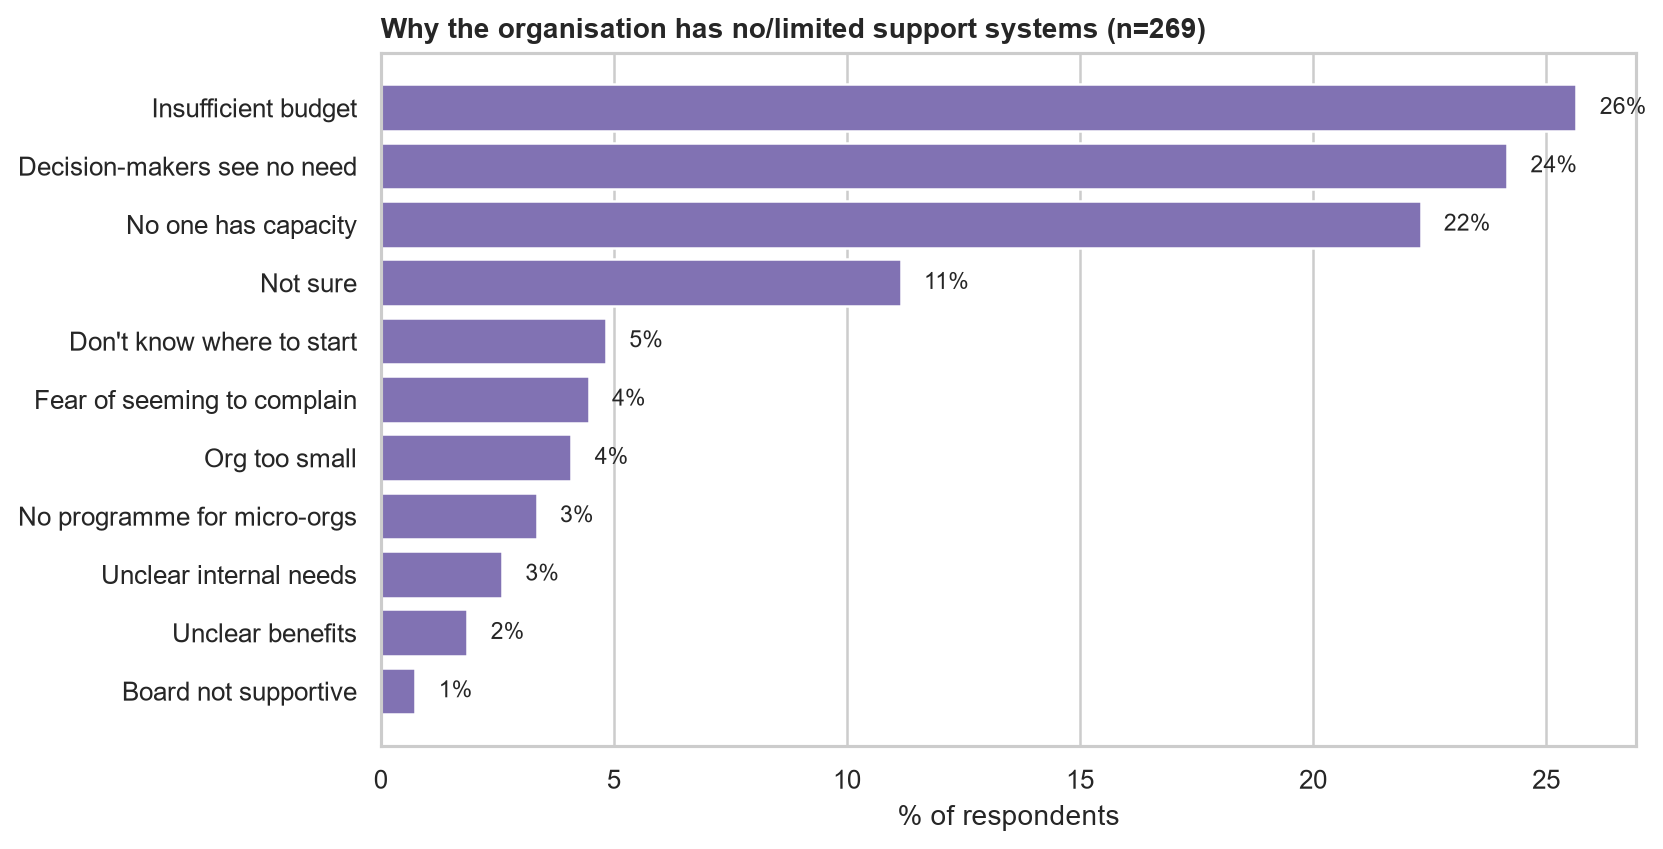 Why the organisation has no/limited support systems (n=269)
Insufficient budget 26%
Decision-makers see no need 24%
No one has capacity 22%
Not sure 11%
Don't know where to start 5%
Fear of seeming to complain 4%
Org too small 4%
No programme for micro-orgs 3%
Unclear internal needs 3%
Unclear benefits 2%
Board not supportive 1%
0 5 10 15 20 25
% of respondents